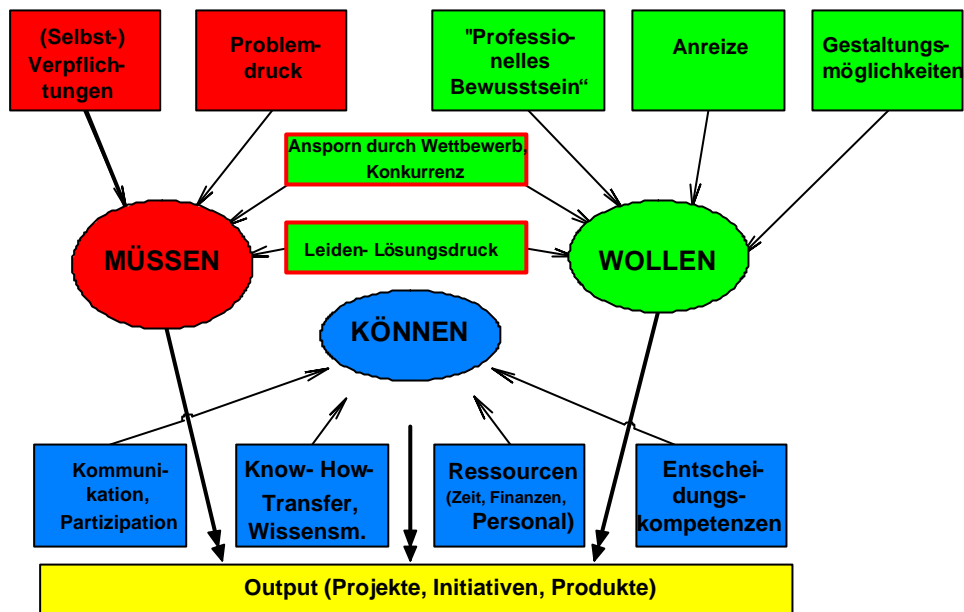 (Selbst-)
Verpflich-
tungen
Problem-
druck
"Professio-
nelles
Bewusstsein“
Anreize
Gestaltungs-
möglichkeiten
Ansporn durch Wettbewerb,
Konkurrenz
MÜSSEN
Leiden- Lösungsdruck
WOLLEN
KÖNNEN
Kommuni-
kation,
Partizipation
Know- How-
Transfer,
Wissensm.
Ressourcen
(Zeit, Finanzen,
Personal)
Entschei-
dungs-
kompetenzen
Output (Projekte, Initiativen, Produkte)